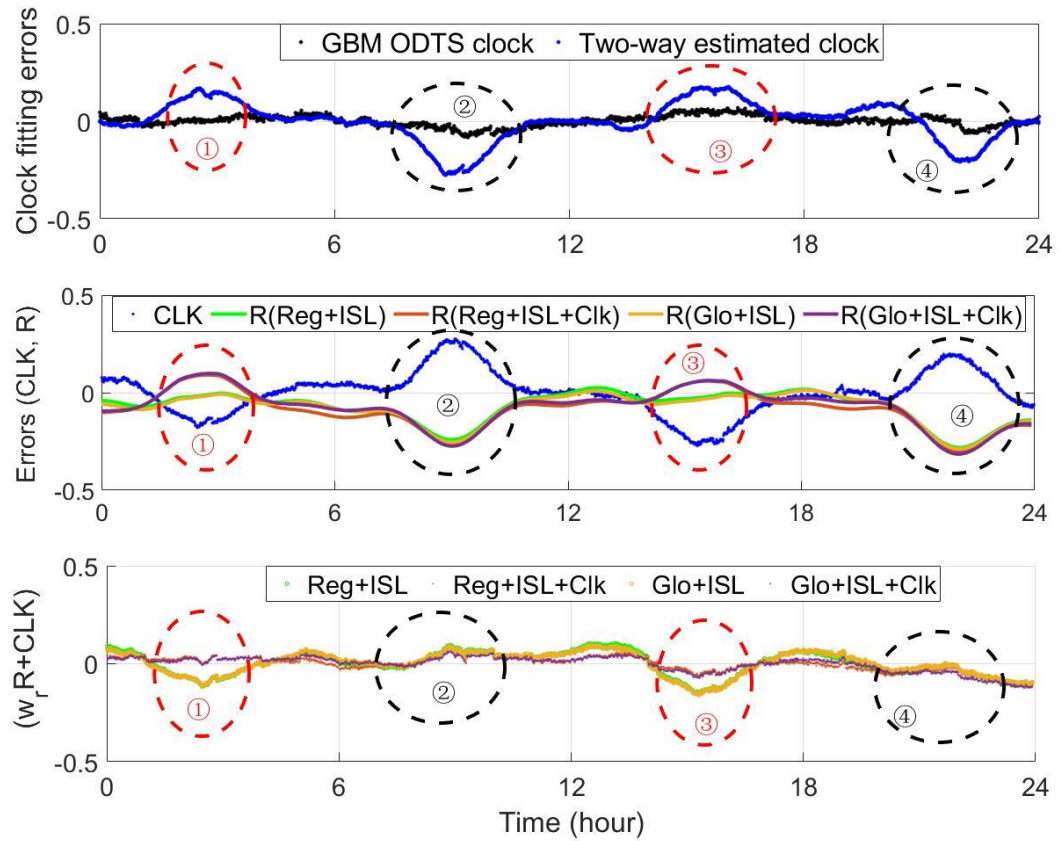 0.5
GBM ODTS clock Two-way estimated clock
②
0
① ③
④
-0.5
0 6 12 18 24
Clock fitting errors
0.5
CLK R(Reg+ISL) R(Reg+ISL+Clk) R(Glo+ISL) R(Glo+ISL+Clk)
③
0
② ④
①
-0.5
0 6 12 18 24
Errors (CLK, R)
0.5
Reg+ISL Reg+ISL+Clk Glo+ISL Glo+ISL+Clk
0
②
① ③ ④
-0.5
0 6 12 18 24
(w_rR+CLK)
Time (hour)